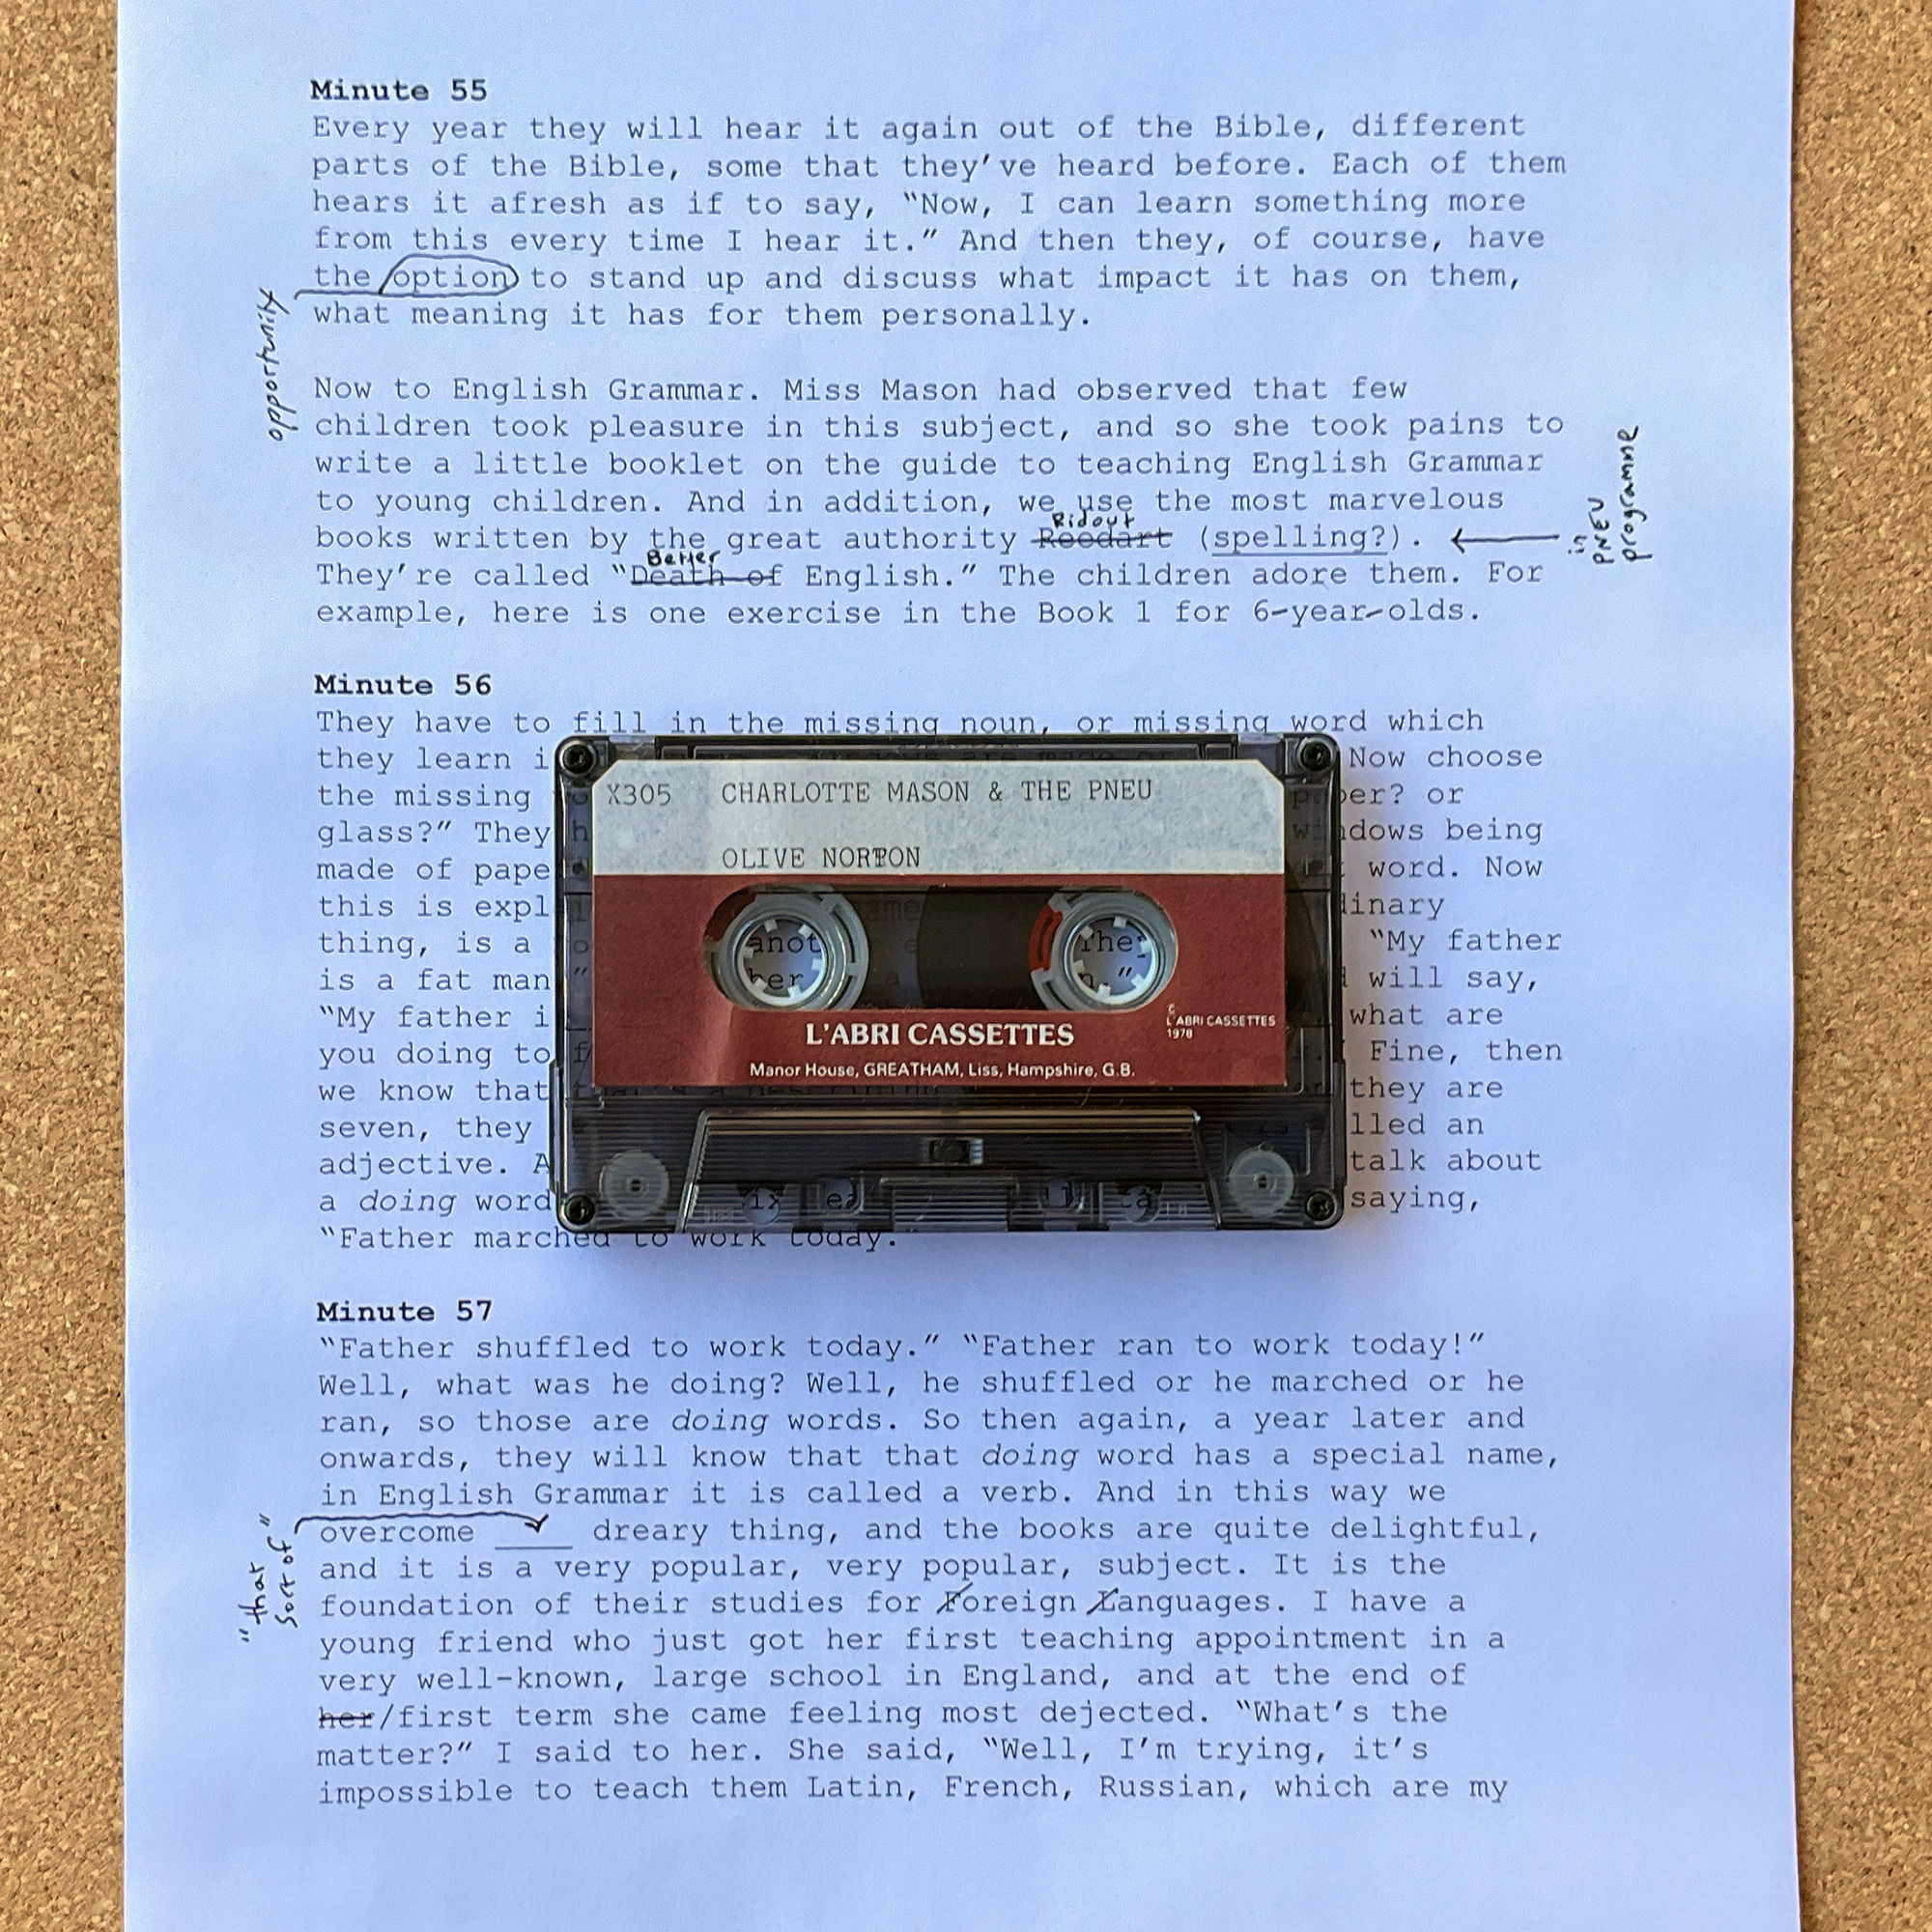 Minute 55
Every year they will hear it again out of the Bible, different
parts of the Bible, some that they've heard before. Each of them
hears it afresh as if to say, "Now, I can learn something more
from this every time I hear it." And then they, of course, have
the option to stand up and discuss what impact it has on them,
what meaning it has for them personally.
opportunity
Now to English Grammar. Miss Mason had observed that few
children took pleasure in this subject, and so she took pains to
write a little booklet on the guide to teaching English Grammar
to young children. And in addition, we use the most marvelous
Ridout
books written by the great authority Reedart (spelling?).
in PNEU programme
Better
They're called "Death of English." The children adore them. For
example, here is one exercise in the Book 1 for 6-year-olds.
Minute 56
They have to fill in the missing noun, or missing word which
they learn i Now choose
the missing paper? or
glass?" They windows being
made of pape word. Now
this is expl dinary
thing, is a "My father
is a fat man" will say,
"My father i what are
you doing to Fine, then
we know that they are
seven, they lled an
adjective. A talk about
a doing word saying,
"Father marched to work today."
X305 CHARLOTTE MASON & THE PNEU
OLIVE NORTON
anot They
her n."
L'ABRI CASSETTES
© L'ABRI CASSETTES
1978
Manor House, GREATHAM, Liss, Hampshire, G.B.
Minute 57
"Father shuffled to work today." "Father ran to work today!"
Well, what was he doing? Well, he shuffled or he marched or he
ran, so those are doing words. So then again, a year later and
onwards, they will know that that doing word has a special name,
in English Grammar it is called a verb. And in this way we
overcome ____ dreary thing, and the books are quite delightful,
"that sort of"
and it is a very popular, very popular, subject. It is the
foundation of their studies for Foreign Languages. I have a
young friend who just got her first teaching appointment in a
very well-known, large school in England, and at the end of
her/first term she came feeling most dejected. "What's the
matter?" I said to her. She said, "Well, I'm trying, it's
impossible to teach them Latin, French, Russian, which are my